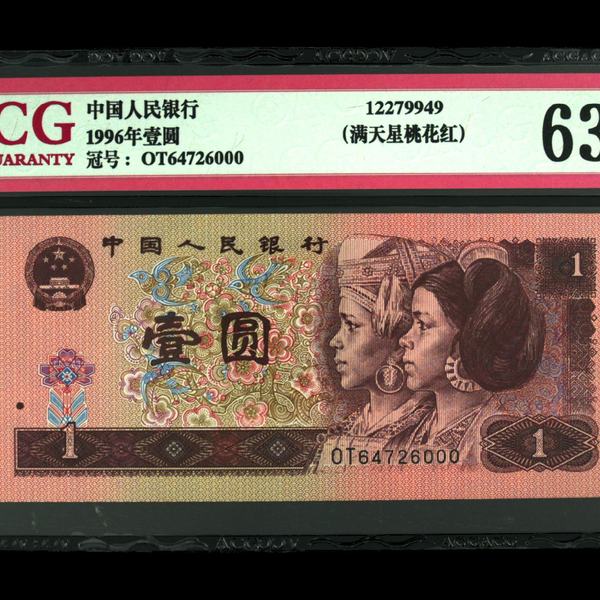 CG
UARANTY
中国人民银行
1996年壹圆
冠号：OT64726000
12279949
（满天星桃花红）
63
中国人民银行
1
壹圆
1
OT64726000
1